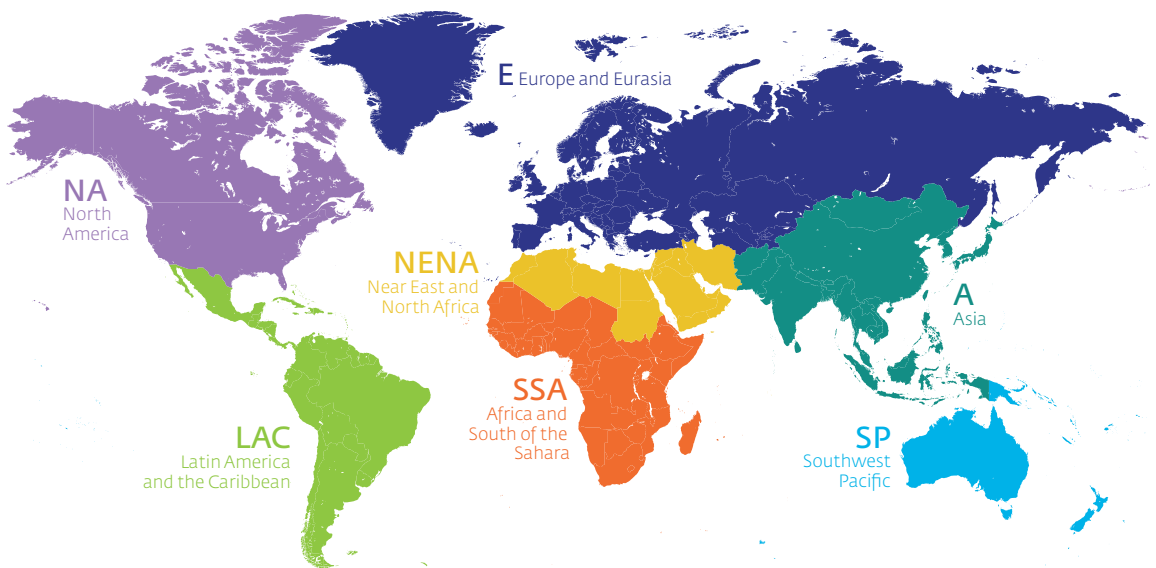 E Europe and Eurasia
NA
North
America
NENA
Near East and
North Africa
A
Asia
SSA
Africa and
South of the
Sahara
LAC
Latin America
and the Caribbean
SP
Southwest
Pacific